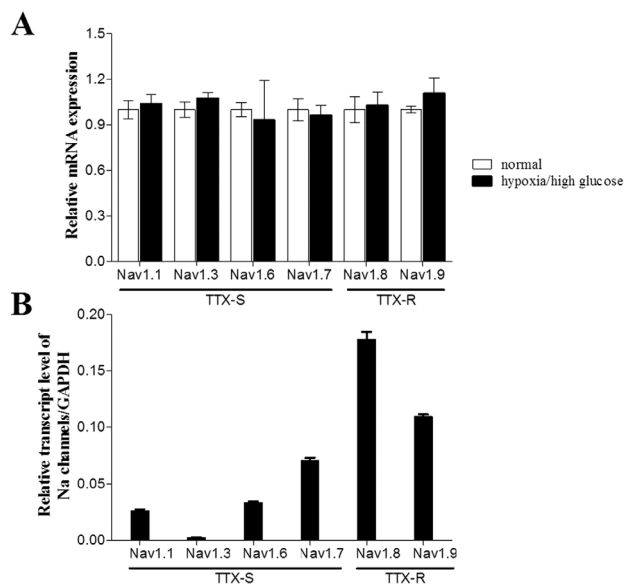 A
Relative mRNA expression
1.5
1.2
0.9
0.6
0.3
0.0
Nav1.1 Nav1.3 Nav1.6 Nav1.7 Nav1.8 Nav1.9
TTX-S TTX-R
normal
hypoxia/high glucose
B
Relative transcript level of
Na channels/GAPDH
0.20
0.15
0.10
0.05
0.00
Nav1.1 Nav1.3 Nav1.6 Nav1.7 Nav1.8 Nav1.9
TTX-S TTX-R